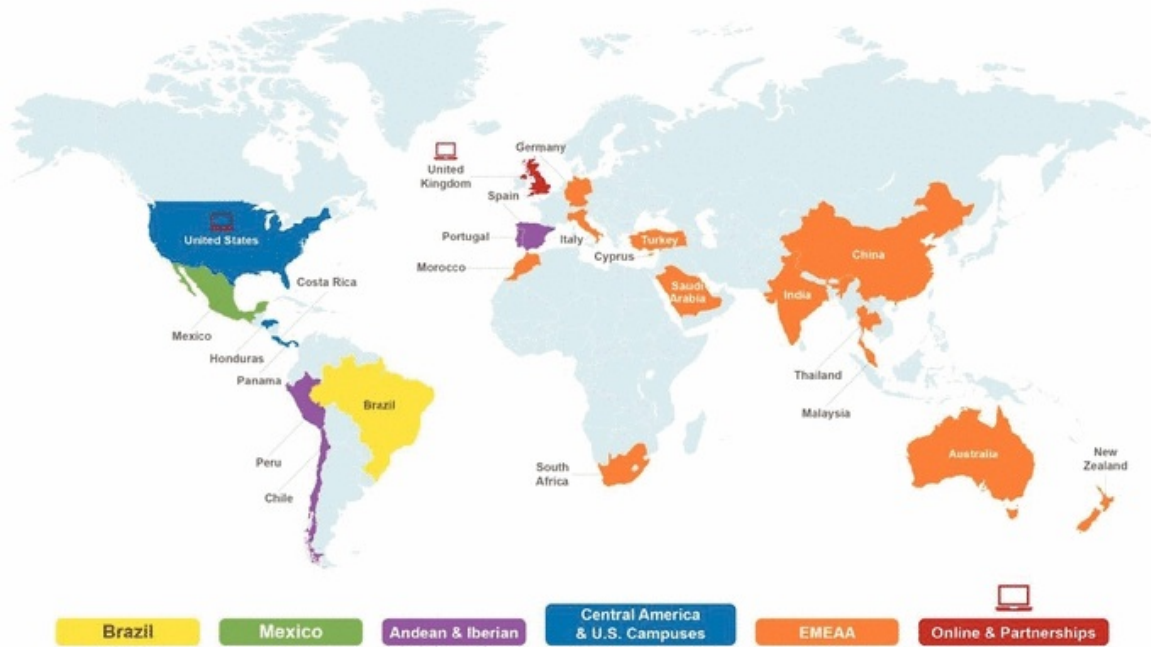 Germany
United
Kingdom
Spain
United States
Portugal
Italy
Turkey
Cyprus
China
Morocco
Costa Rica
Saudi
Arabia
India
Mexico
Honduras
Panama
Thailand
Brazil
Malaysia
Peru
Australia
New
Zealand
South
Africa
Chile
Brazil
Mexico
Andean & Iberian
Central America
& U.S. Campuses
EMEAA
Online & Partnerships